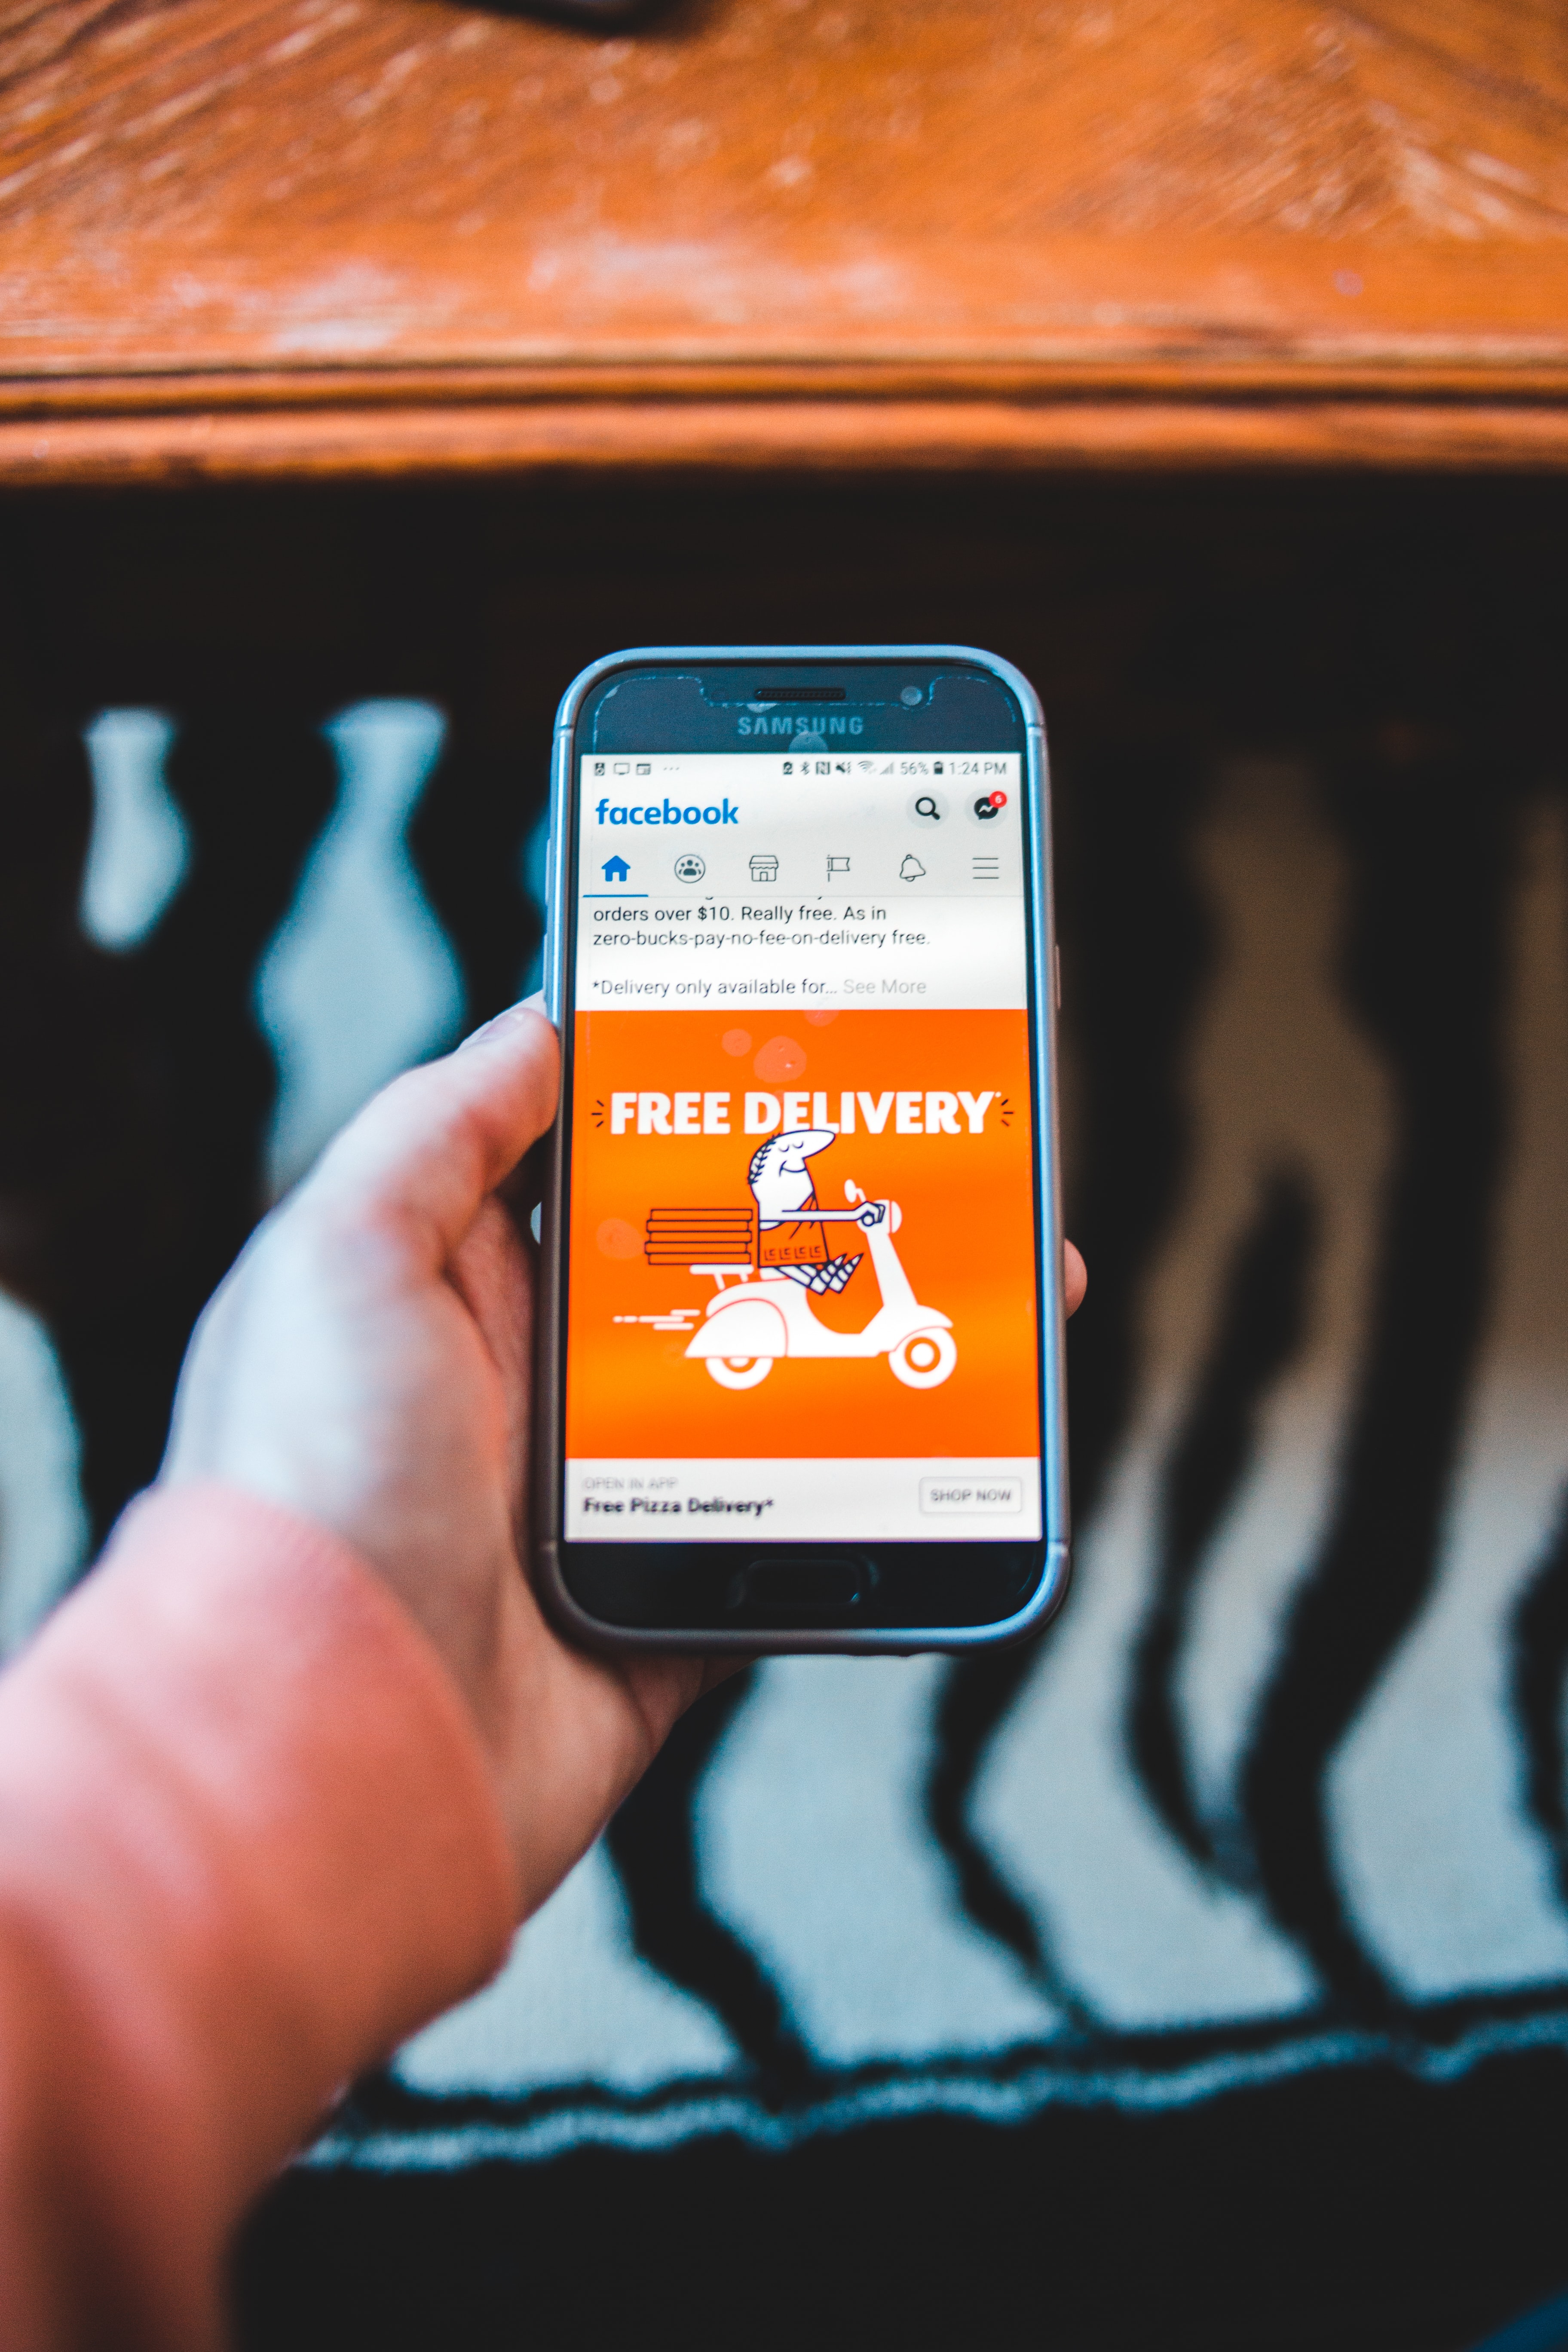 SAMSUNG
56% 1:24 PM
facebook
6
orders over $10. Really free. As in
zero-bucks-pay-no-fee-on-delivery free.
*Delivery only available for... See More
FREE DELIVERY*
OPEN IN APP
Free Pizza Delivery*
SHOP NOW